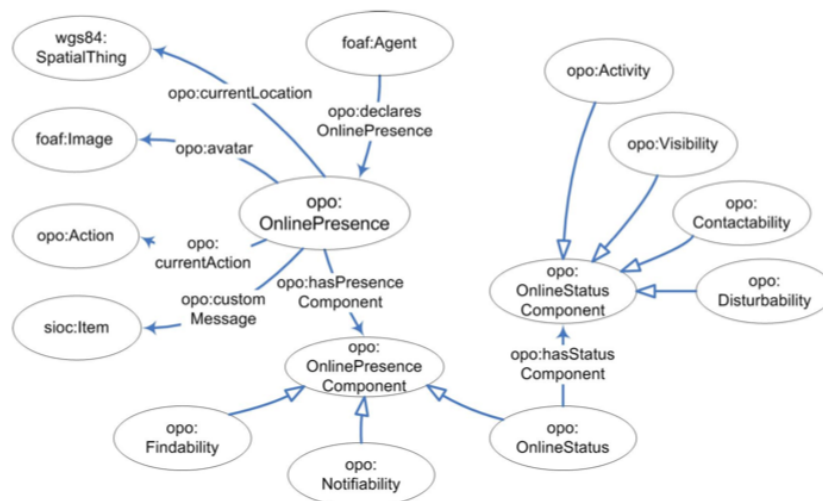 wgs84:
SpatialThing
foaf:Agent
opo:Activity
opo:currentLocation
opo:declares
OnlinePresence
foaf:Image
opo:avatar
opo:Visibility
opo:
OnlinePresence
opo:
Contactability
opo:Action
opo:
currentAction
opo:hasPresence
Component
opo:
OnlineStatus
Component
opo:
Disturbability
opo:custom
Message
sioc:Item
opo:
OnlinePresence
Component
opo:hasStatus
Component
opo:
Findability
opo:
Notifiability
opo:
OnlineStatus